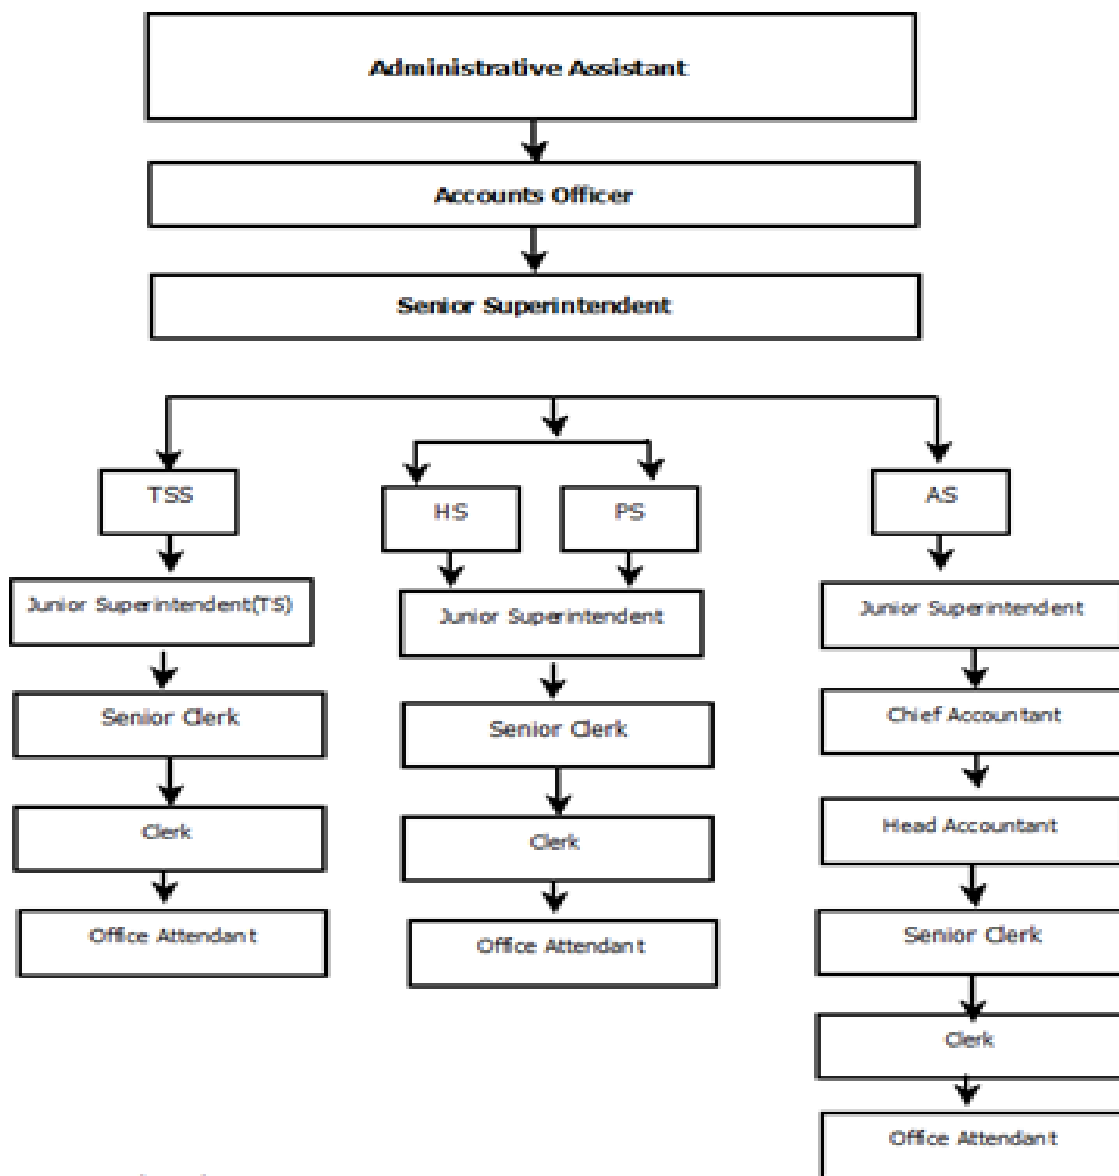 Administrative Assistant
Accounts Officer
Senior Superintendent
TSS
HS
PS
AS
Junior Superintendent(TS)
Junior Superintendent
Junior Superintendent
Senior Clerk
Senior Clerk
Chief Accountant
Clerk
Clerk
Head Accountant
Office Attendant
Office Attendant
Senior Clerk
Clerk
Office Attendant